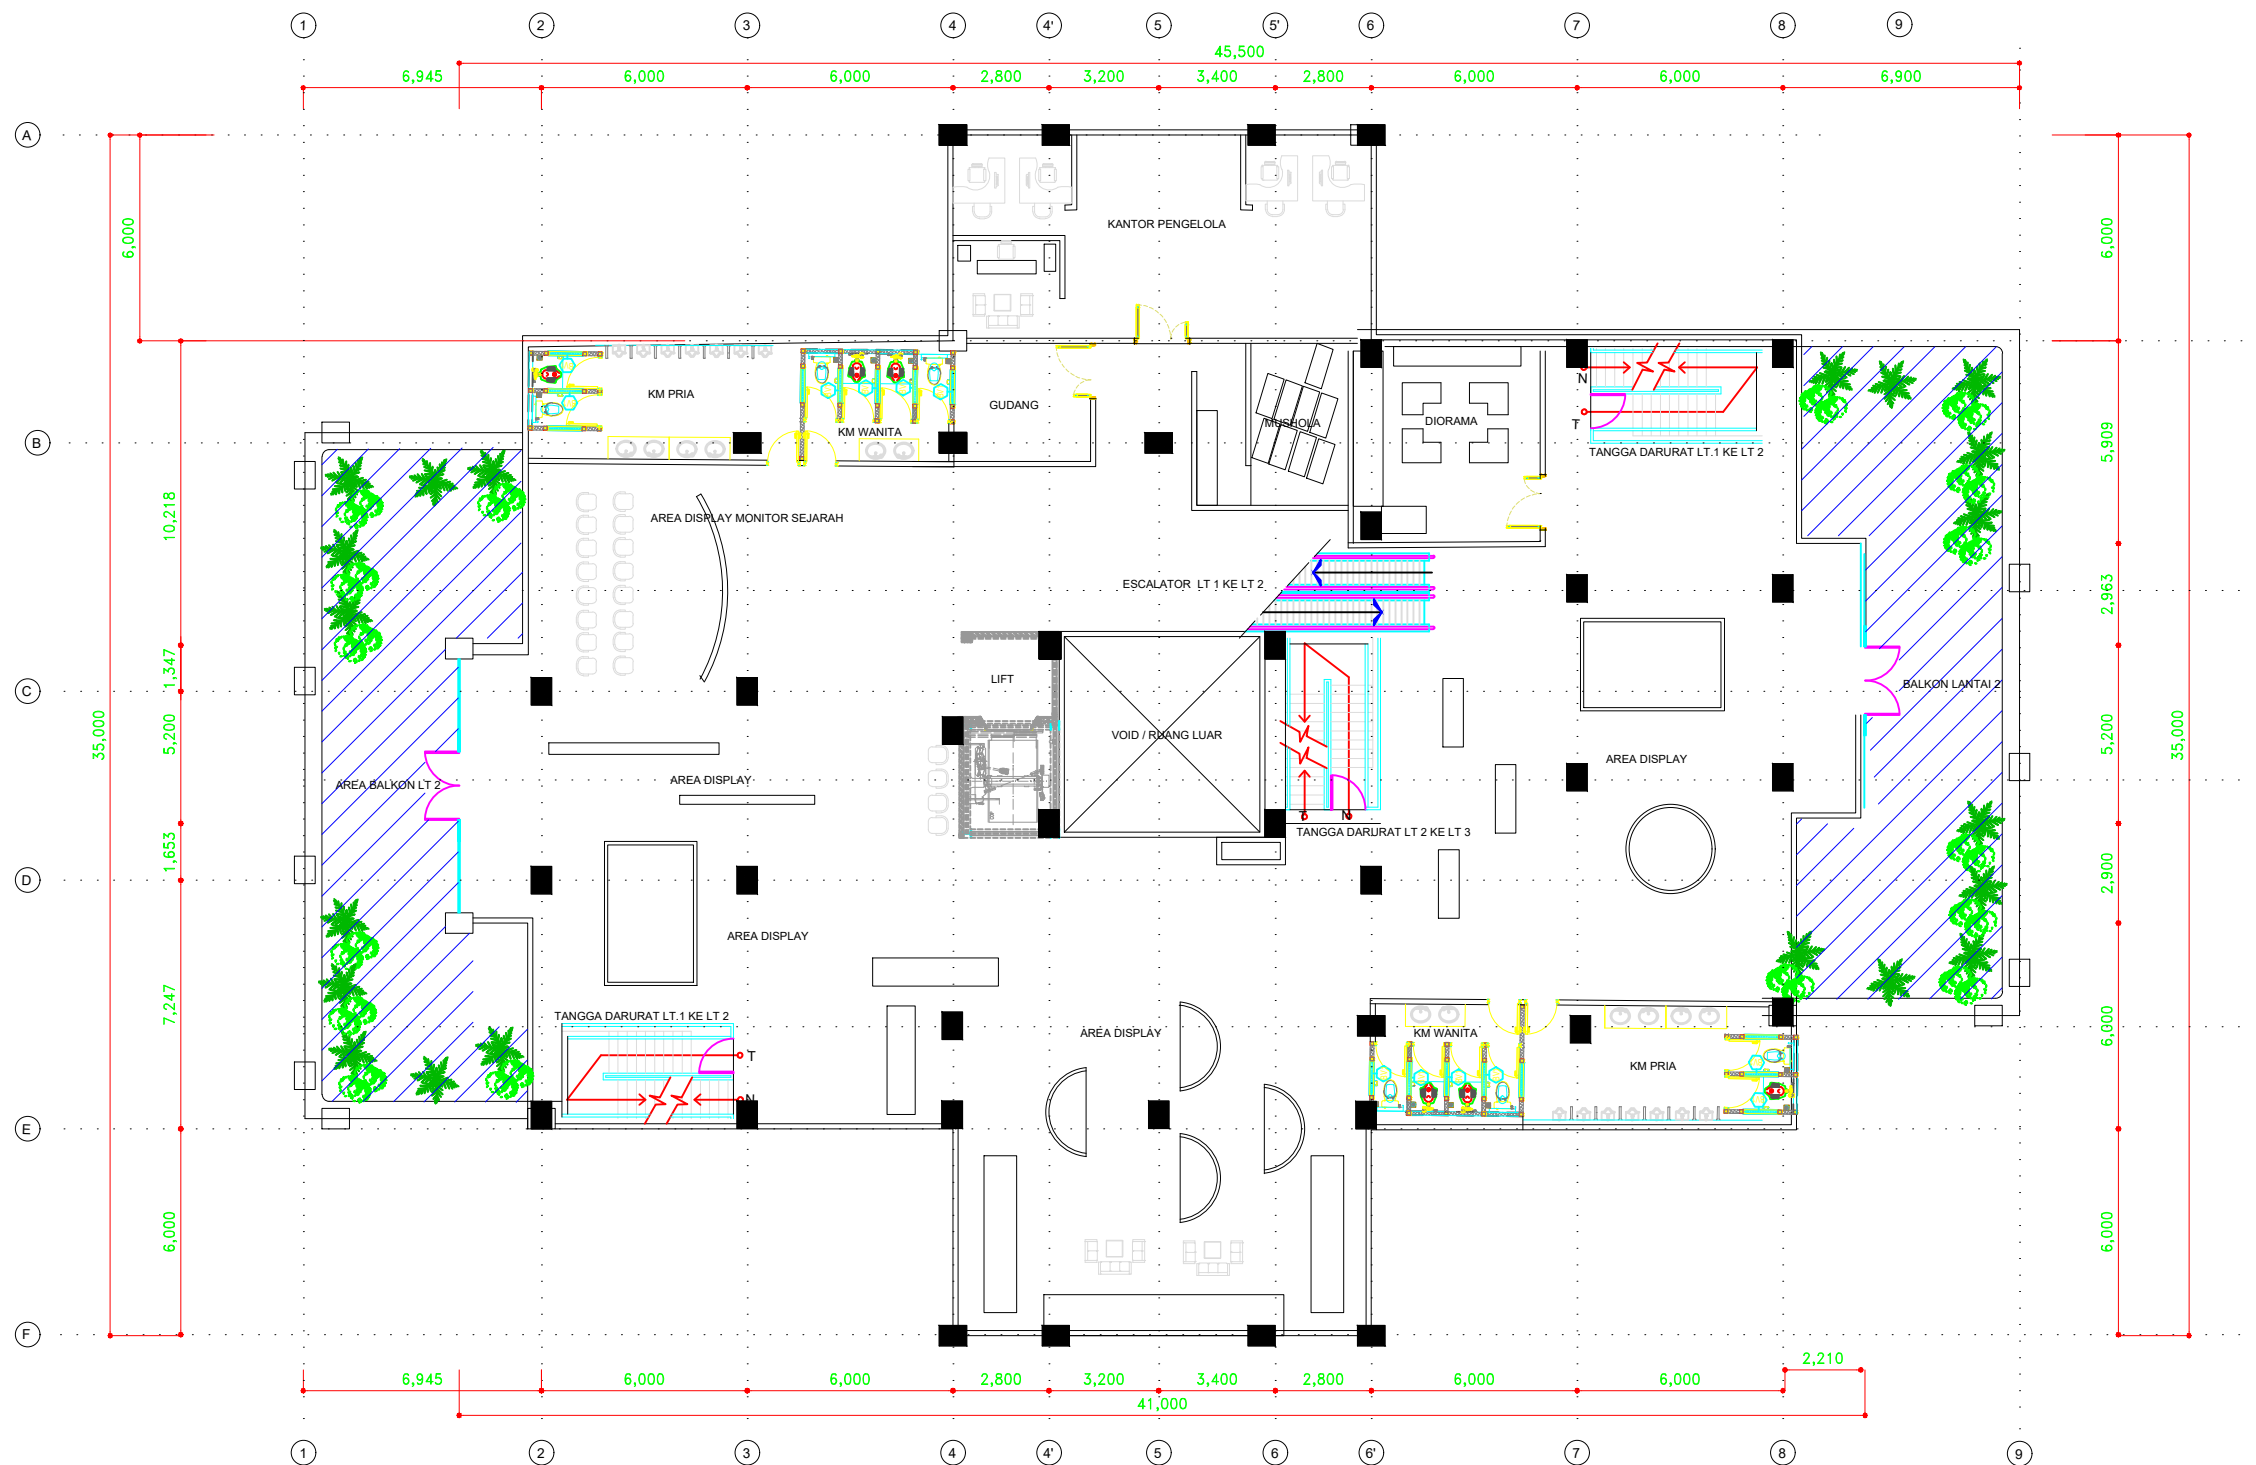 1 2 3 4 4' 5 5' 6 7 8 9
45,500
6,945 6,000 6,000 2,800 3,200 3,400 2,800 6,000 6,000 6,900
A
6,000
KANTOR PENGELOLA
6,000
KM PRIA
KM WANITA
GUDANG
MUSHOLA
DIORAMA
N
T
TANGGA DARURAT LT.1 KE LT 2
B
5,909
10,218
AREA DISPLAY MONITOR SEJARAH
ESCALATOR  LT 1 KE LT 2
2,963
C
1,347
LIFT
BALKON LANTAI 2
35,000
5,200
VOID / RUANG LUAR
5,200
35,000
AREA BALKON LT 2
AREA DISPLAY
AREA DISPLAY
T N
TANGGA DARURAT LT 2 KE LT 3
1,653
D
2,900
AREA DISPLAY
7,247
TANGGA DARURAT LT.1 KE LT 2
T
N
AREA DISPLAY
KM WANITA
KM PRIA
6,000
E
6,000
6,000
F
2,210
6,945 6,000 6,000 2,800 3,200 3,400 2,800 6,000 6,000
41,000
1 2 3 4 4' 5 6 6' 7 8 9